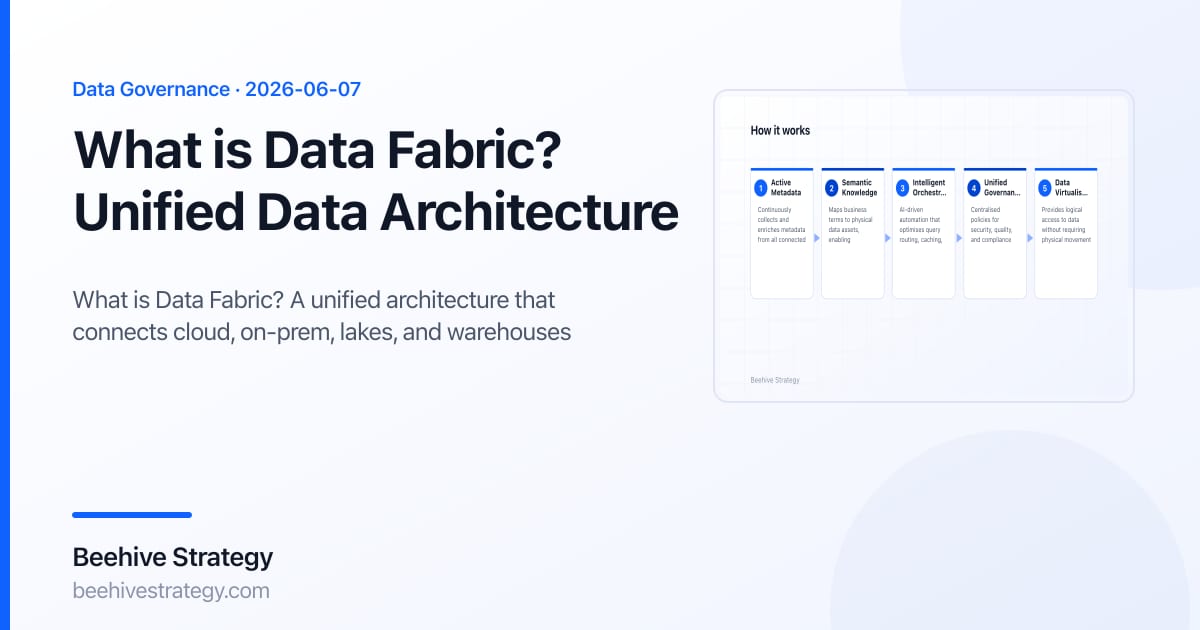 Data Governance · 2026-06-07
What is Data Fabric?
Unified Data Architecture
What is Data Fabric? A unified architecture that
connects cloud, on-prem, lakes, and warehouses
Beehive Strategy
beehivestrategy.com
How it works
1
Active
Metadata
Continuously
collects and
enriches metadata
from all connected
2
Semantic
Knowledge
Maps business
terms to physical
data assets,
enabling
3
Intelligent
Orchestr...
AI-driven
automation that
optimises query
routing, caching,
4
Unified
Governan...
Centralised
policies for
security, quality,
and compliance
5
Data
Virtualis...
Provides logical
access to data
without requiring
physical movement
Beehive Strategy